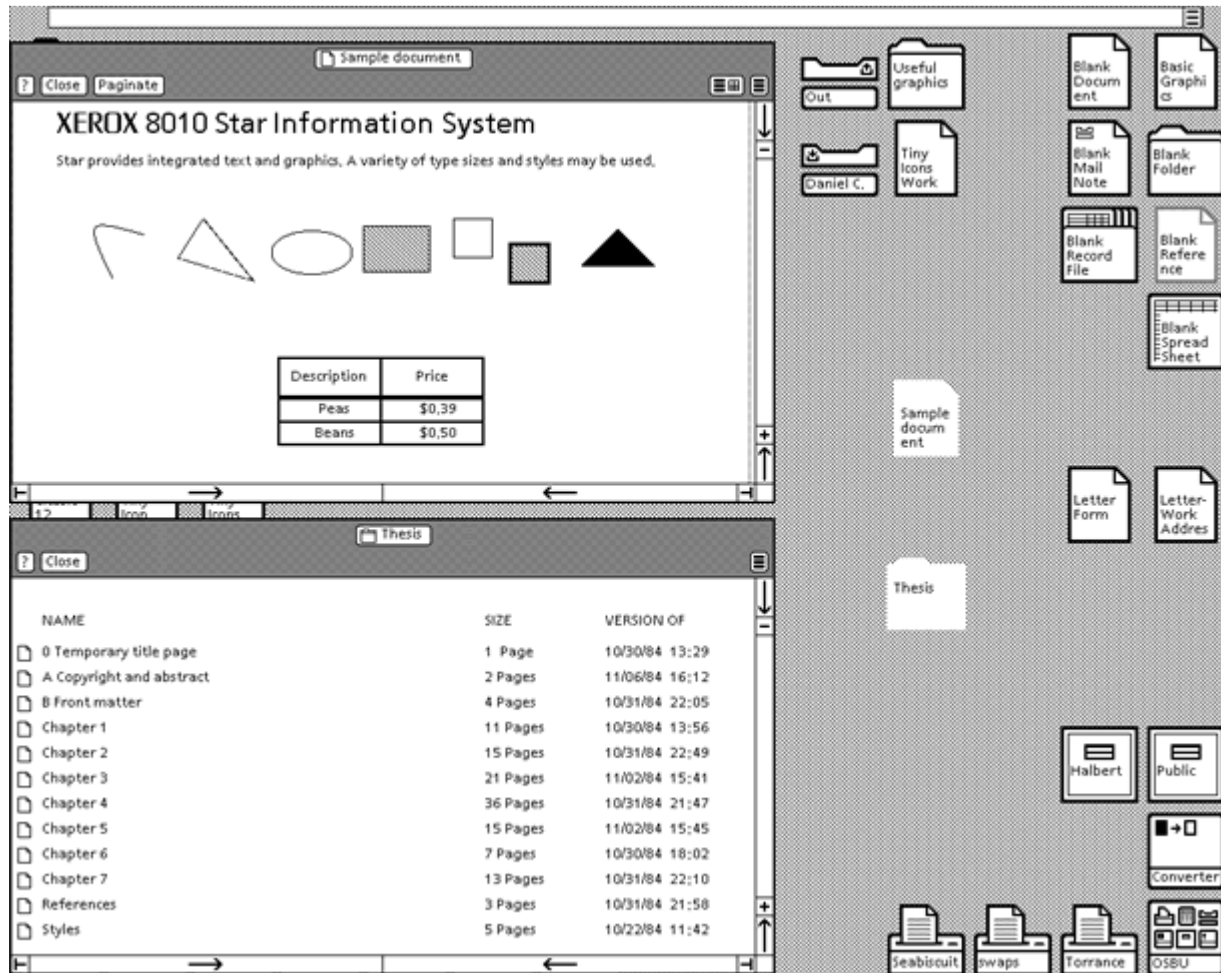 Sample document
? Close Paginate
XEROX 8010 Star Information System
Star provides integrated text and graphics. A variety of type sizes and styles may be used.
Description Price
Peas $0.39
Beans $0.50
12 Icon Icons
Thesis
? Close
NAME SIZE VERSION OF
0 Temporary title page 1 Page 10/30/84 13:29
A Copyright and abstract 2 Pages 11/06/84 16:12
B Front matter 4 Pages 10/31/84 22:05
Chapter 1 11 Pages 10/30/84 13:56
Chapter 2 15 Pages 10/31/84 22:49
Chapter 3 21 Pages 11/02/84 15:41
Chapter 4 36 Pages 10/31/84 21:47
Chapter 5 15 Pages 11/02/84 15:45
Chapter 6 7 Pages 10/30/84 18:02
Chapter 7 13 Pages 10/31/84 22:10
References 3 Pages 10/31/84 21:58
Styles 5 Pages 10/22/84 11:42
Out
Useful
graphics
Blank
Docum
ent
Basic
Graphi
cs
Daniel C.
Tiny
Icons
Work
Blank
Mail
Note
Blank
Folder
Blank
Record
File
Blank
Refere
nce
Blank
Spread
Sheet
Sample
docum
ent
Letter
Form
Letter-
Work
Addres
Thesis
Halbert
Public
Converter
Seabiscuit
swaps
Torrance
OSBU